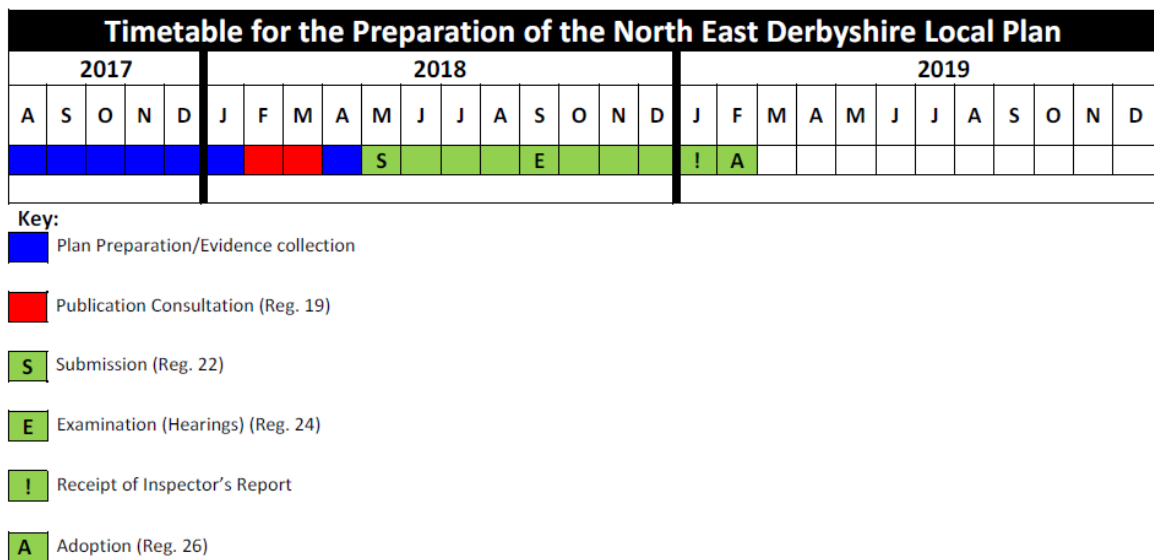 Timetable for the Preparation of the North East Derbyshire Local Plan
2017 2018 2019
A S O N D J F M A M J J A S O N D J F M A M J J A S O N D
S E ! A
Key:
Plan Preparation/Evidence collection
Publication Consultation (Reg. 19)
S Submission (Reg. 22)
E Examination (Hearings) (Reg. 24)
! Receipt of Inspector's Report
A Adoption (Reg. 26)